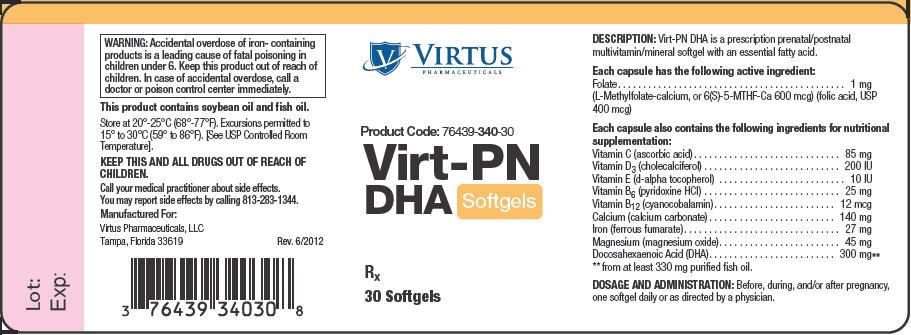 WARNING: Accidental overdose of iron- containing
products is a leading cause of fatal poisoning in
children under 6. Keep this product out of reach of
children. In case of accidental overdose, call a
doctor or poison control center immediately.
This product contains soybean oil and fish oil.
Store at 20°-25°C (68°-77°F). Excursions permitted to
15° to 30°C (59° to 86°F). [See USP Controlled Room
Temperature].
KEEP THIS AND ALL DRUGS OUT OF REACH OF
CHILDREN.
Call your medical practitioner about side effects.
You may report side effects by calling 813-283-1344.
Manufactured For:
Virtus Pharmaceuticals, LLC
Tampa, Florida 33619 Rev. 6/2012
3 76439 34030 8
Lot:
Exp:
VIRTUS
PHARMACEUTICALS
Product Code: 76439-340-30
Virt-PN
DHA Softgels
Rx
30 Softgels
DESCRIPTION: Virt-PN DHA is a prescription prenatal/postnatal
multivitamin/mineral softgel with an essential fatty acid.
Each capsule has the following active ingredient:
Folate............................................ 1 mg
(L-Methylfolate-calcium, or 6(S)-5-MTHF-Ca 600 mcg) (folic acid, USP
400 mcg)
Each capsule also contains the following ingredients for nutritional
supplementation:
Vitamin C (ascorbic acid)........................... 85 mg
Vitamin D3 (cholecalciferol)......................... 200 IU
Vitamin E (d-alpha tocopherol) ....................... 10 IU
Vitamin B6 (pyridoxine HCl).......................... 25 mg
Vitamin B12 (cyanocobalamin)....................... 12 mcg
Calcium (calcium carbonate)........................ 140 mg
Iron (ferrous fumarate)............................. 27 mg
Magnesium (magnesium oxide)...................... 45 mg
Docosahexaenoic Acid (DHA)........................ 300 mg**
** from at least 330 mg purified fish oil.
DOSAGE AND ADMINISTRATION: Before, during, and/or after pregnancy,
one softgel daily or as directed by a physician.